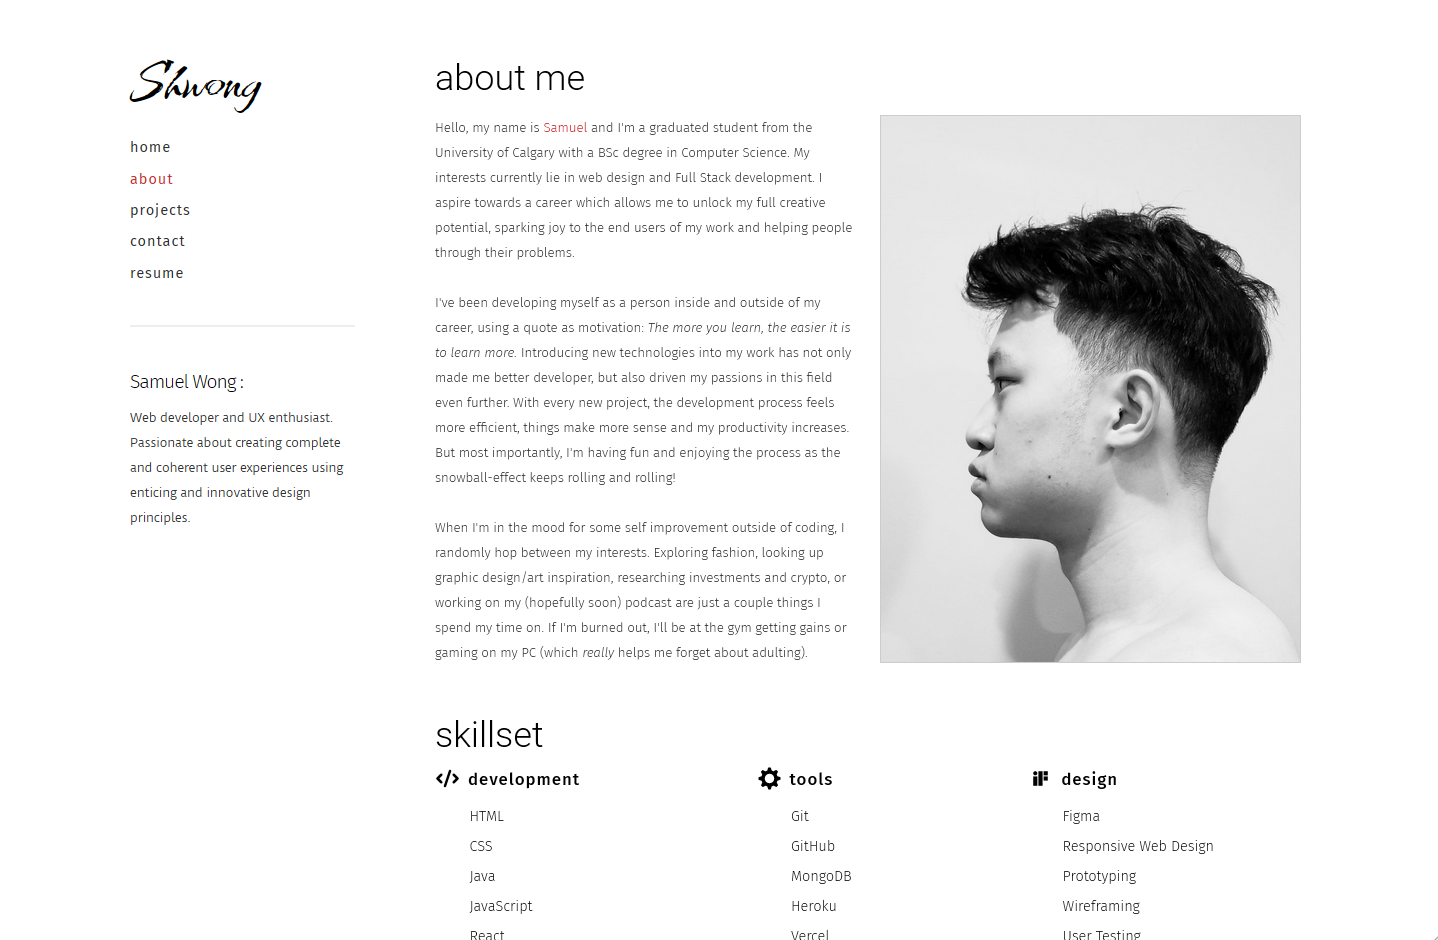 Shwong
home
about
projects
contact
resume
Samuel Wong :
Web developer and UX enthusiast.
Passionate about creating complete
and coherent user experiences using
enticing and innovative design
principles.
about me
Hello, my name is Samuel and I'm a graduated student from the
University of Calgary with a BSc degree in Computer Science. My
interests currently lie in web design and Full Stack development. I
aspire towards a career which allows me to unlock my full creative
potential, sparking joy to the end users of my work and helping people
through their problems.
I've been developing myself as a person inside and outside of my
career, using a quote as motivation: The more you learn, the easier it is
to learn more. Introducing new technologies into my work has not only
made me better developer, but also driven my passions in this field
even further. With every new project, the development process feels
more efficient, things make more sense and my productivity increases.
But most importantly, I'm having fun and enjoying the process as the
snowball-effect keeps rolling and rolling!
When I'm in the mood for some self improvement outside of coding, I
randomly hop between my interests. Exploring fashion, looking up
graphic design/art inspiration, researching investments and crypto, or
working on my (hopefully soon) podcast are just a couple things I
spend my time on. If I'm burned out, I'll be at the gym getting gains or
gaming on my PC (which really helps me forget about adulting).
skillset
development
HTML
CSS
Java
JavaScript
React
tools
Git
GitHub
MongoDB
Heroku
Vercel
design
Figma
Responsive Web Design
Prototyping
Wireframing
User Testing